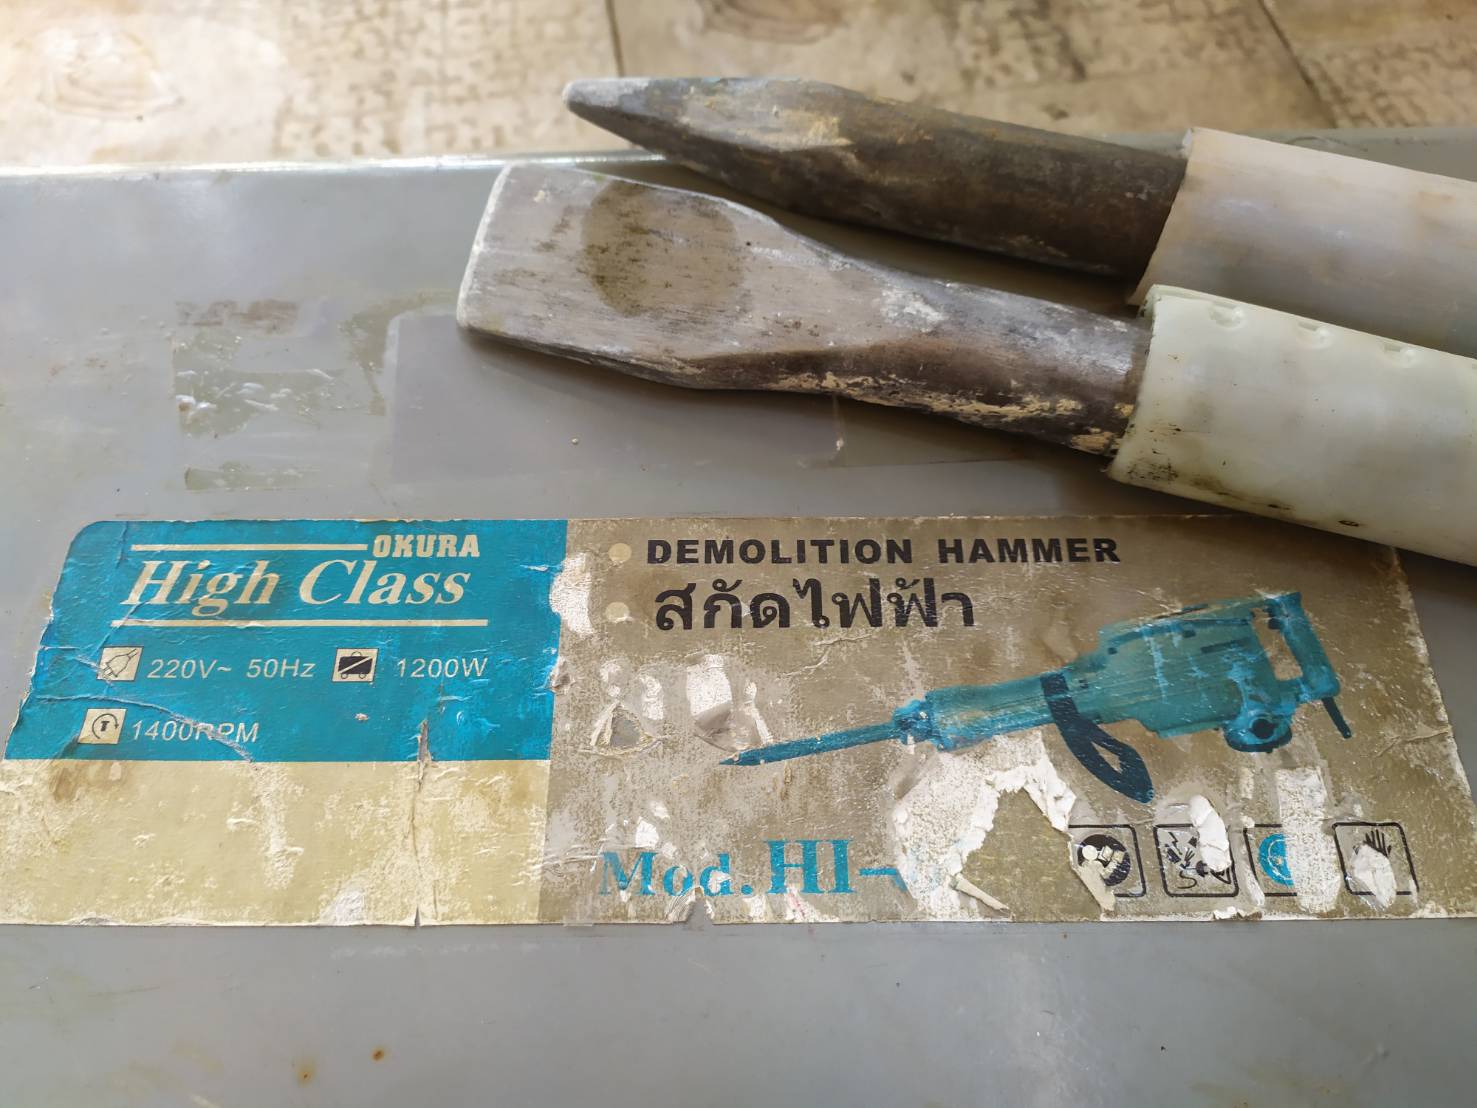 OKURA
High Class
220V~ 50Hz
1200W
1400RPM
DEMOLITION HAMMER
สกัดไฟฟ้า
Mod. HI-